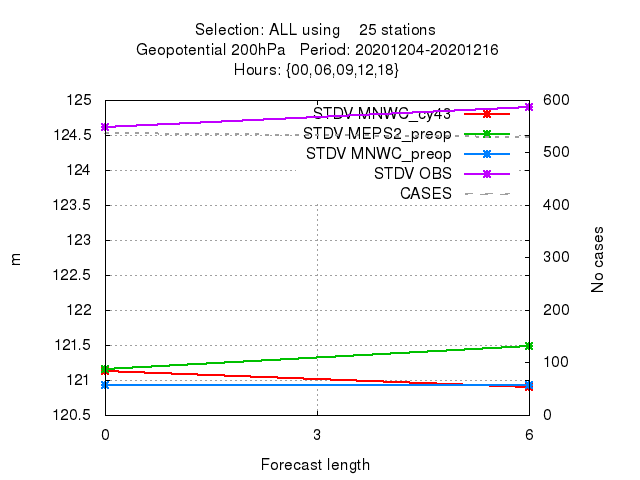 Selection: ALL using    25 stations
Geopotential 200hPa   Period: 20201204-20201216
Hours: {00,06,09,12,18}
125
124.5
124
123.5
123
122.5
122
121.5
121
120.5
600
500
400
300
200
100
0
STDV MNWC_cy43
STDV MEPS2_preop
STDV MNWC_preop
STDV OBS
CASES
m
No cases
0
3
6
Forecast length